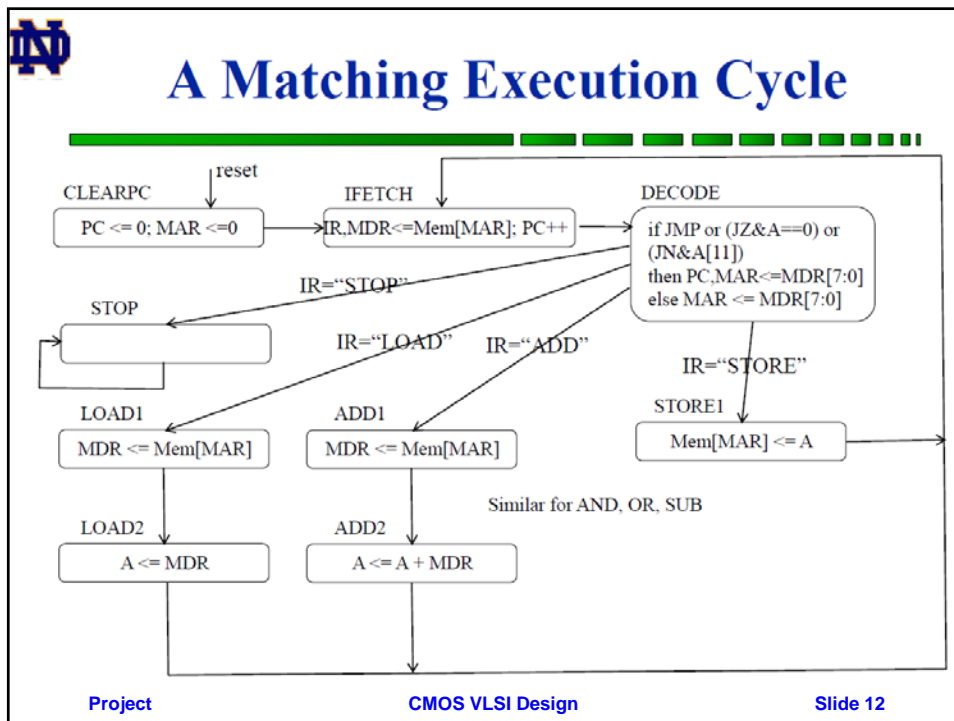 ND
A Matching Execution Cycle
reset
CLEARPC
IFETCH
DECODE
PC <= 0; MAR <=0
IR,MDR<=Mem[MAR]; PC++
if JMP or (JZ&A==0) or
(JN&A[11])
then PC,MAR<=MDR[7:0]
else MAR <= MDR[7:0]
IR="STOP"
STOP
IR="LOAD"
IR="ADD"
IR="STORE"
LOAD1
ADD1
STORE1
MDR <= Mem[MAR]
MDR <= Mem[MAR]
Mem[MAR] <= A
Similar for AND, OR, SUB
LOAD2
ADD2
A <= MDR
A <= A + MDR
Project
CMOS VLSI Design
Slide 12